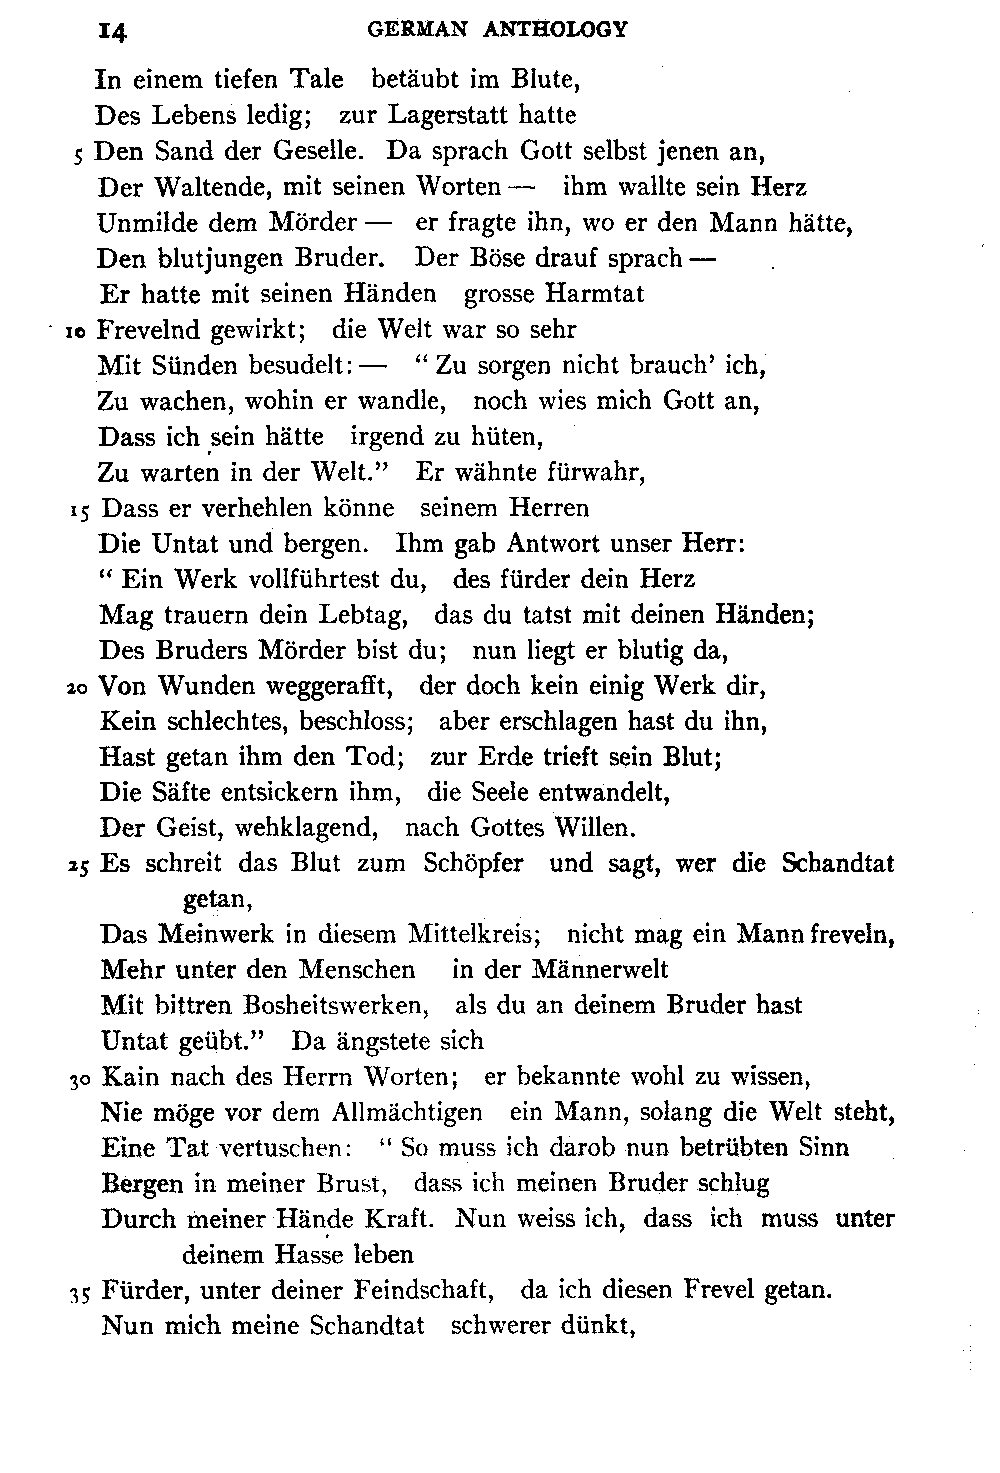 14 GERMAN ANTHOLOGY
In einem tiefen Tale betäubt im Blute,
Des Lebens ledig; zur Lagerstatt hatte
5 Den Sand der Geselle. Da sprach Gott selbst jenen an,
Der Waltende, mit seinen Worten — ihm wallte sein Herz
Unmilde dem Mörder — er fragte ihn, wo er den Mann hätte,
Den blutjungen Bruder. Der Böse drauf sprach —
Er hatte mit seinen Händen grosse Harmtat
10 Frevelnd gewirkt; die Welt war so sehr
Mit Sünden besudelt: — “ Zu sorgen nicht brauch’ ich,
Zu wachen, wohin er wandle, noch wies mich Gott an,
Dass ich sein hätte irgend zu hüten,
Zu warten in der Welt.” Er wähnte fürwahr,
15 Dass er verhehlen könne seinem Herren
Die Untat und bergen. Ihm gab Antwort unser Herr:
“ Ein Werk vollführtest du, des fürder dein Herz
Mag trauern dein Lebtag, das du tatst mit deinen Händen;
Des Bruders Mörder bist du; nun liegt er blutig da,
20 Von Wunden weggerafft, der doch kein einig Werk dir,
Kein schlechtes, beschloss; aber erschlagen hast du ihn,
Hast getan ihm den Tod; zur Erde trieft sein Blut;
Die Säfte entsickern ihm, die Seele entwandelt,
Der Geist, wehklagend, nach Gottes Willen.
25 Es schreit das Blut zum Schöpfer und sagt, wer die Schandtat
getan,
Das Meinwerk in diesem Mittelkreis; nicht mag ein Mann freveln,
Mehr unter den Menschen in der Männerwelt
Mit bittren Bosheitswerken, als du an deinem Bruder hast
Untat geübt.” Da ängstete sich
30 Kain nach des Herrn Worten; er bekannte wohl zu wissen,
Nie möge vor dem Allmächtigen ein Mann, solang die Welt steht,
Eine Tat vertuschen: “ So muss ich darob nun betrübten Sinn
Bergen in meiner Brust, dass ich meinen Bruder schlug
Durch meiner Hände Kraft. Nun weiss ich, dass ich muss unter
deinem Hasse leben
35 Fürder, unter deiner Feindschaft, da ich diesen Frevel getan.
Nun mich meine Schandtat schwerer dünkt,